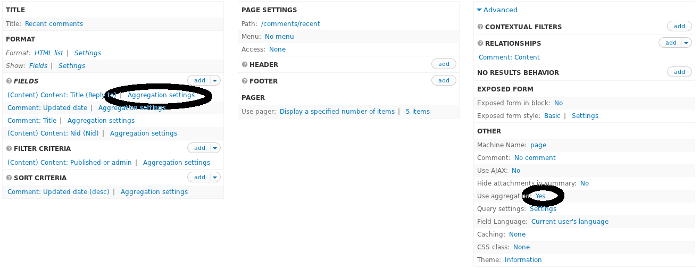 TITLE
Title: Recent comments
FORMAT
Format: HTML list | Settings
Show: Fields | Settings
FIELDS add
(Content) Content: Title | Aggregation settings
Comment: Updated date | Aggregation settings
Comment: Title | Aggregation settings
(Content) Content: Nid (Nid) | Aggregation settings
FILTER CRITERIA add
(Content) Content: Published or admin | Aggregation settings
SORT CRITERIA add
Comment: Updated date (desc) | Aggregation settings
PAGE SETTINGS
Path: /comments/recent
Menu: No menu
Access: None
HEADER add
FOOTER add
PAGER
Use pager: Display a specified number of items | 5 items
Advanced
CONTEXTUAL FILTERS add
RELATIONSHIPS add
Comment: Content
NO RESULTS BEHAVIOR add
EXPOSED FORM
Exposed form in block: No
Exposed form style: Basic | Settings
OTHER
Machine Name: page
Comment: No comment
Use AJAX: No
Hide attachments in summary: No
Use aggregation: Yes
Query settings: Settings
Field Language: Current user's language
Caching: None
CSS class: None
Theme: Information